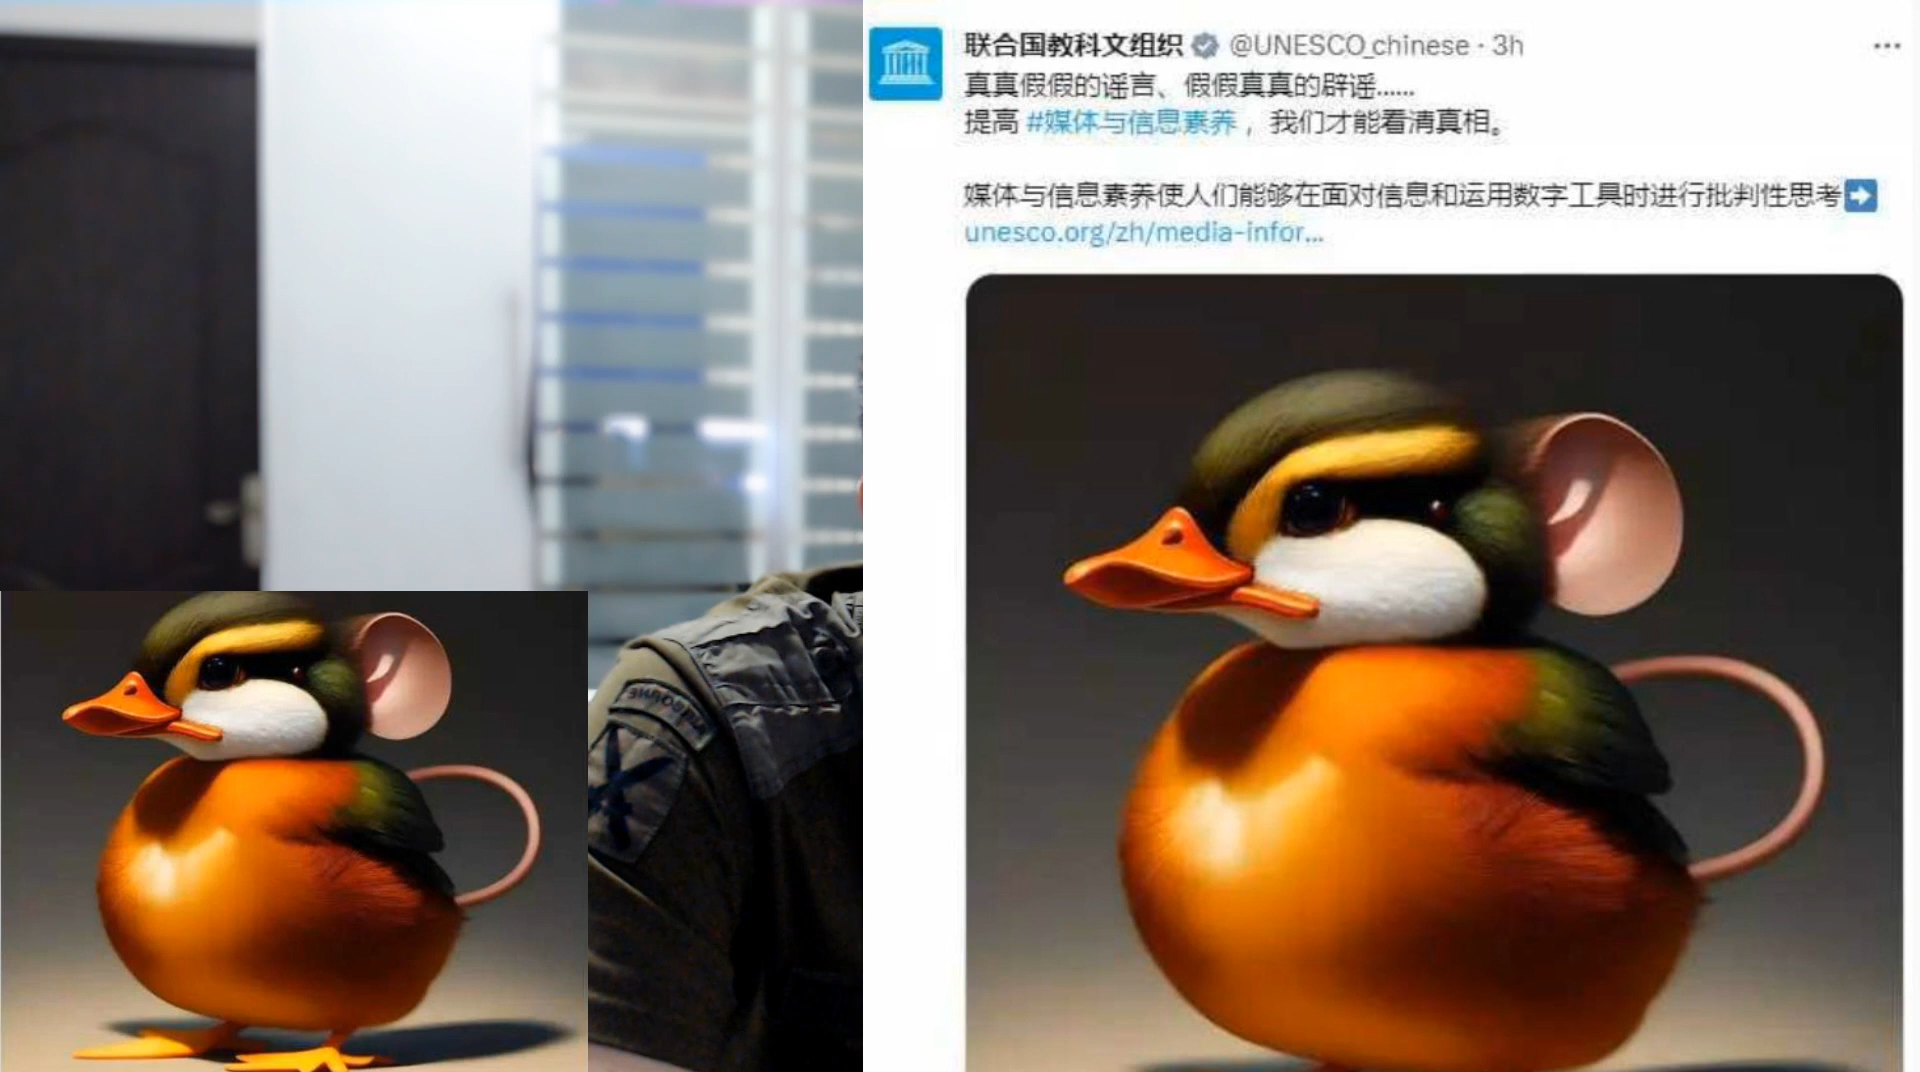 联合国教科文组织 @UNESCO_chinese · 3h
真真假假的谣言、假假真真的辟谣......
提高 #媒体与信息素养 ，我们才能看清真相。
媒体与信息素养使人们能够在面对信息和运用数字工具时进行批判性思考➡
unesco.org/zh/media-infor...